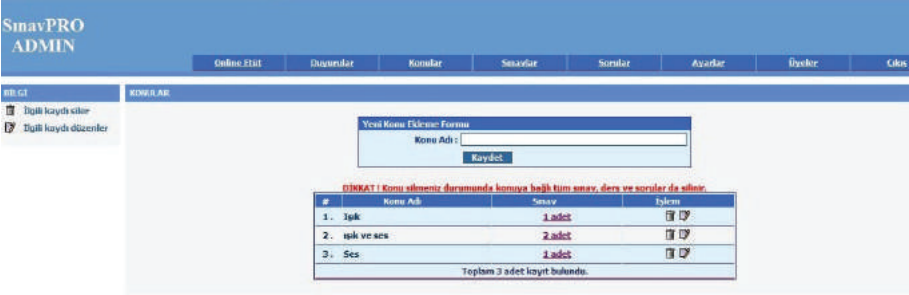 SınavPRO
ADMIN
Online Etüt Duyurular Konular Sınavlar Sorular Ayarlar Üyeler Çıkış
BİLGİ
KONULAR
İlgili kaydı siler
İlgili kaydı düzenler
Yeni Konu Ekleme Formu
Konu Adı :
Kaydet
DİKKAT ! Konu silmeniz durumunda konuya bağlı tüm sınav, ders ve sorular da silinir.
# Konu Adı Sınav İşlem
1. Işık 1 adet
2. ışık ve ses 2 adet
3. Ses 1 adet
Toplam 3 adet kayıt bulundu.